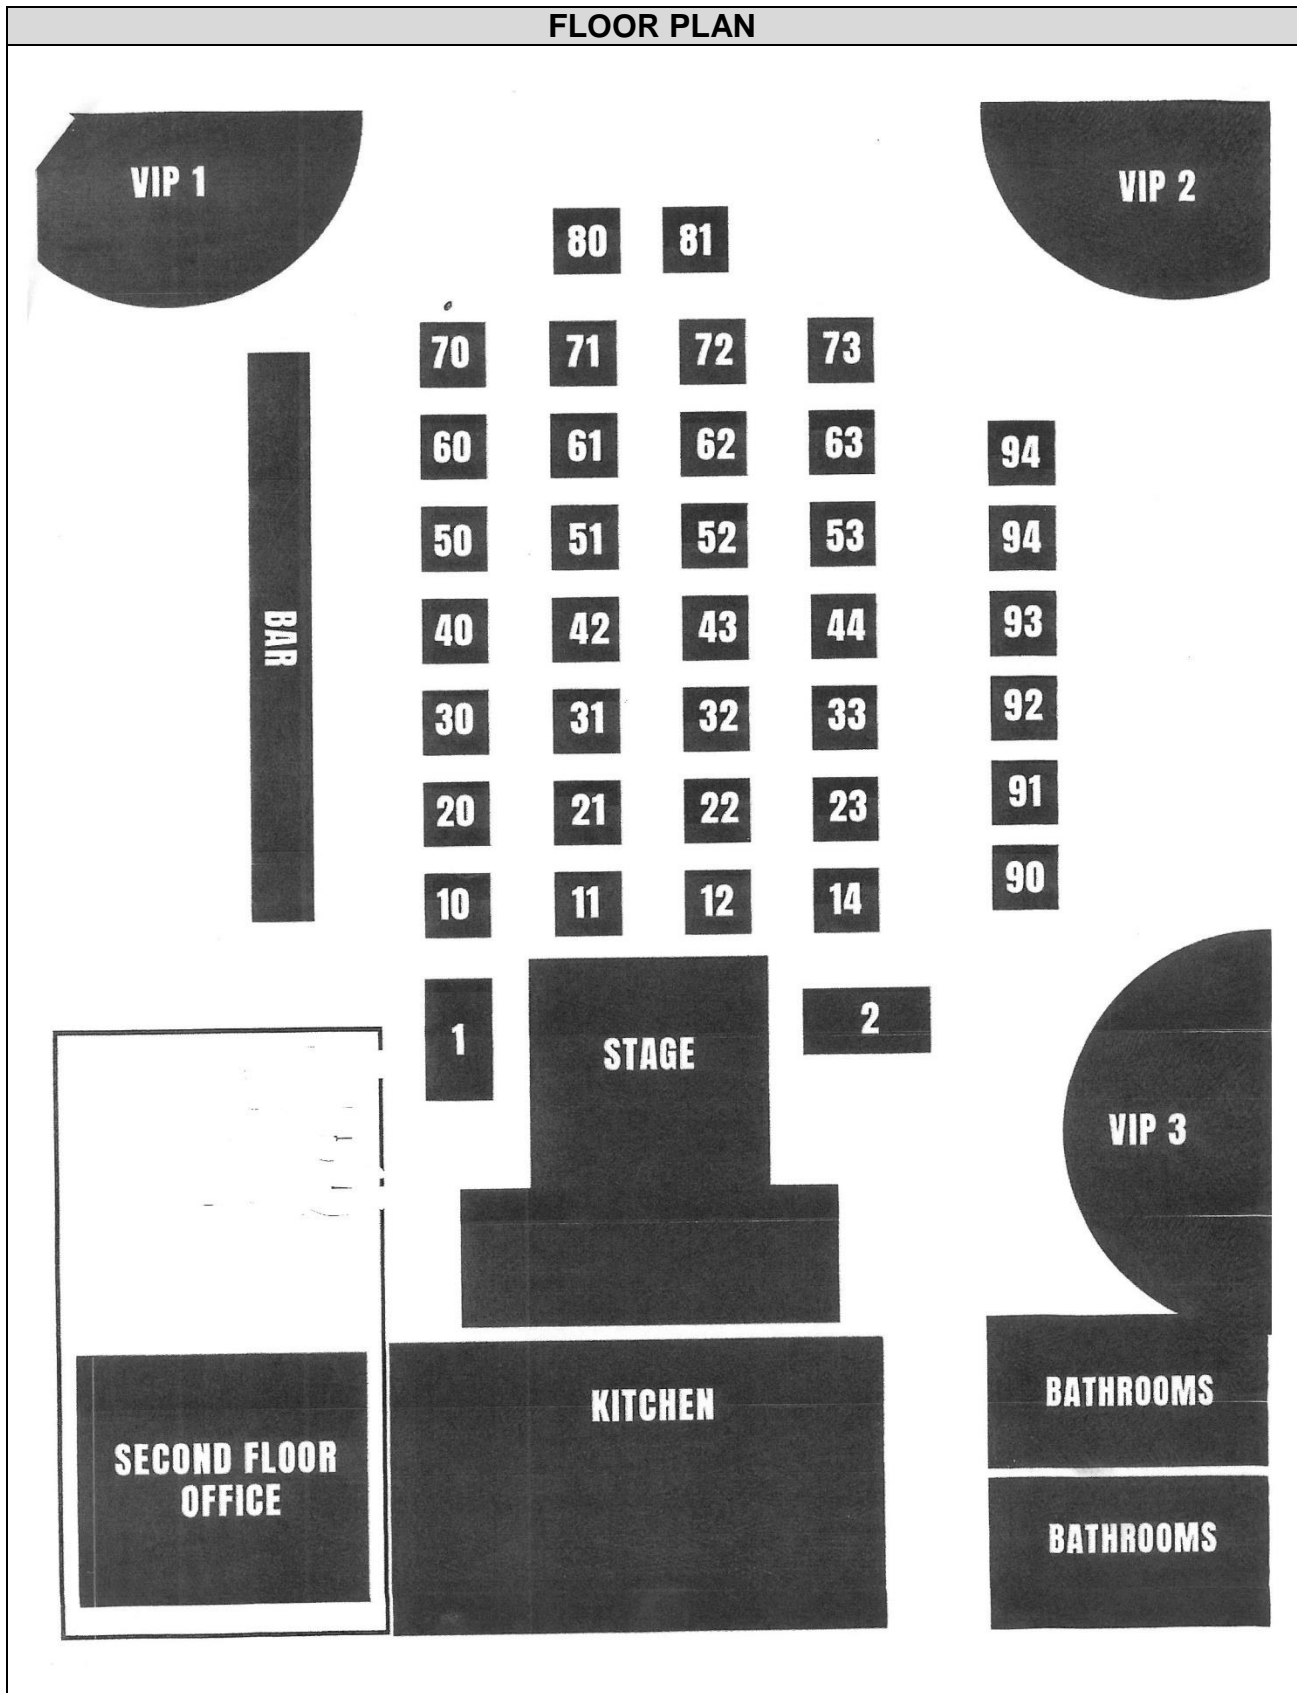 FLOOR PLAN
VIP 1
VIP 2
80 81
70 71 72 73
60 61 62 63 94
50 51 52 53 94
40 42 43 44 93
30 31 32 33 92
20 21 22 23 91
10 11 12 14 90
BAR
1
STAGE
2
VIP 3
KITCHEN
BATHROOMS
SECOND FLOOR
OFFICE
BATHROOMS